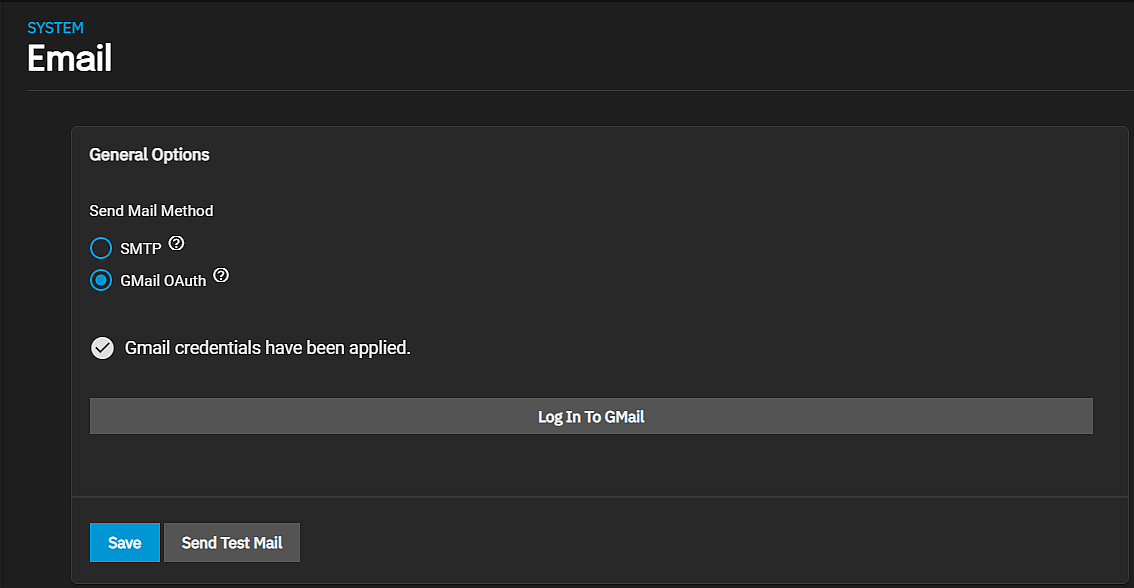 SYSTEM
Email
General Options
Send Mail Method
SMTP
GMail OAuth
Gmail credentials have been applied.
Log In To GMail
Save Send Test Mail